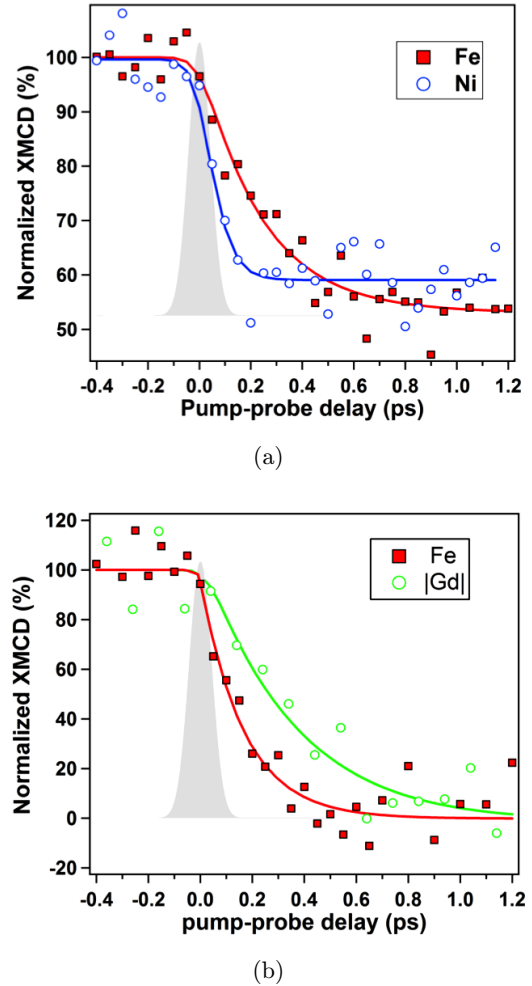 100
90
80
70
60
50
Normalized XMCD (%)
Fe
Ni
-0.4 -0.2 0.0 0.2 0.4 0.6 0.8 1.0 1.2
Pump-probe delay (ps)
(a)
120
100
80
60
40
20
0
-20
Normalized XMCD (%)
Fe
|Gd|
-0.4 -0.2 0.0 0.2 0.4 0.6 0.8 1.0 1.2
pump-probe delay (ps)
(b)